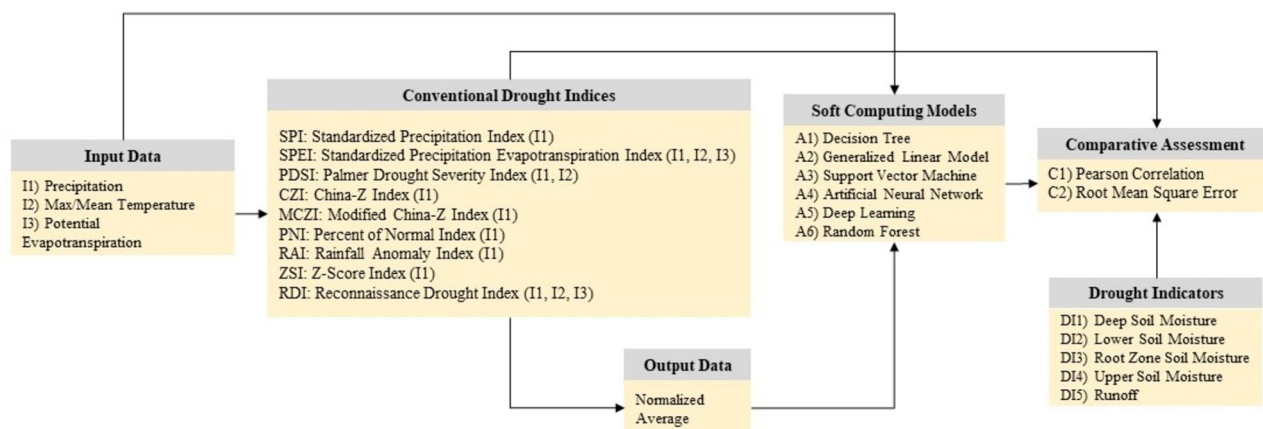 Input Data
I1) Precipitation
I2) Max/Mean Temperature
I3) Potential
Evapotranspiration
Conventional Drought Indices
SPI: Standardized Precipitation Index (I1)
SPEI: Standardized Precipitation Evapotranspiration Index (I1, I2, I3)
PDSI: Palmer Drought Severity Index (I1, I2)
CZI: China-Z Index (I1)
MCZI: Modified China-Z Index (I1)
PNI: Percent of Normal Index (I1)
RAI: Rainfall Anomaly Index (I1)
ZSI: Z-Score Index (I1)
RDI: Reconnaissance Drought Index (I1, I2, I3)
Output Data
Normalized
Average
Soft Computing Models
A1) Decision Tree
A2) Generalized Linear Model
A3) Support Vector Machine
A4) Artificial Neural Network
A5) Deep Learning
A6) Random Forest
Comparative Assessment
C1) Pearson Correlation
C2) Root Mean Square Error
Drought Indicators
DI1) Deep Soil Moisture
DI2) Lower Soil Moisture
DI3) Root Zone Soil Moisture
DI4) Upper Soil Moisture
DI5) Runoff